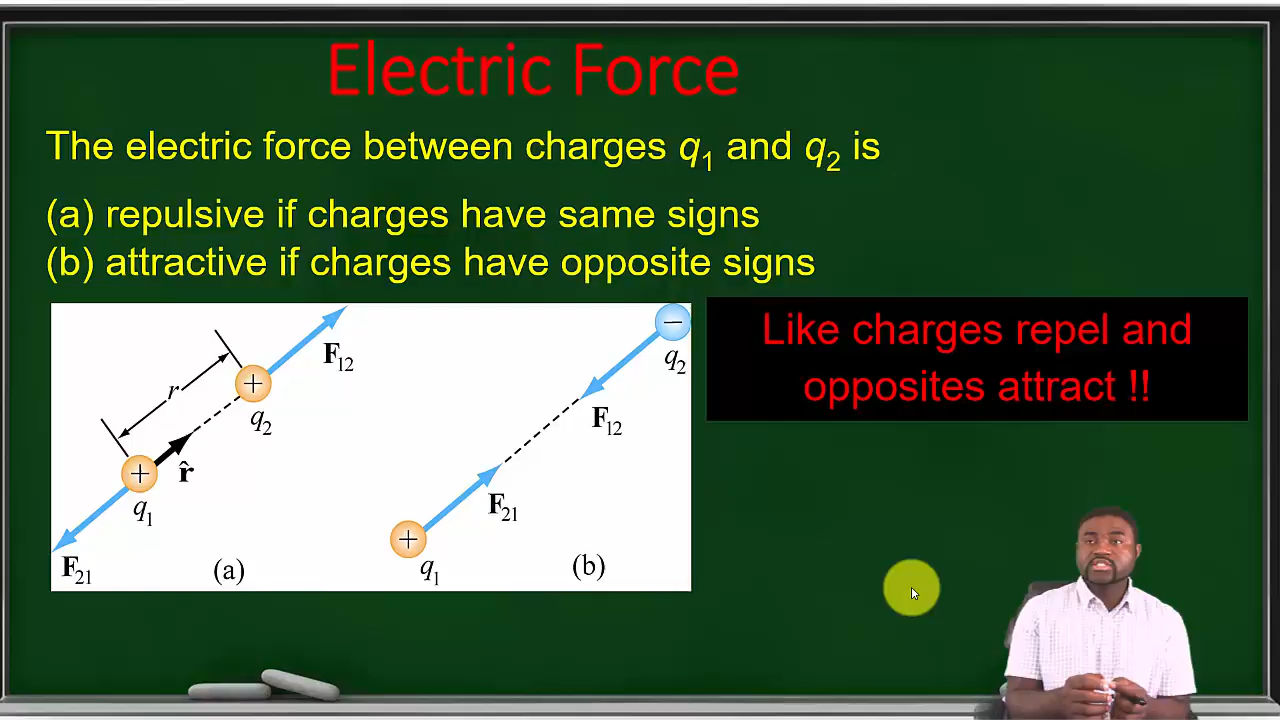 Electric Force
The electric force between charges q₁ and q₂ is
(a) repulsive if charges have same signs
(b) attractive if charges have opposite signs
Like charges repel and
opposites attract !!
F₁₂
r
+
q₂
+
r̂
q₁
F₂₁
(a)
−
q₂
F₁₂
F₂₁
+
q₁
(b)